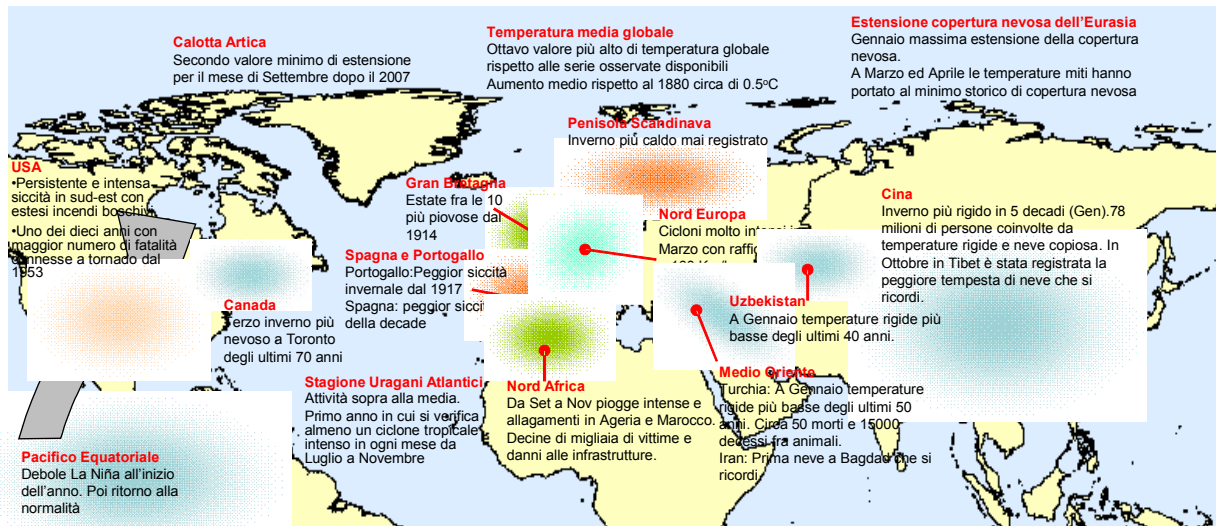 Calotta Artica
Secondo valore minimo di estensione
per il mese di Settembre dopo il 2007
Temperatura media globale
Ottavo valore più alto di temperatura globale
rispetto alle serie osservate disponibili
Aumento medio rispetto al 1880 circa di 0.5°C
Estensione copertura nevosa dell'Eurasia
Gennaio massima estensione della copertura
nevosa.
A Marzo ed Aprile le temperature miti hanno
portato al minimo storico di copertura nevosa
Penisola Scandinava
Inverno più caldo mai registrato
USA
•Persistente e intensa
siccità in sud-est con
estesi incendi boschivi
•Uno dei dieci anni con
maggior numero di fatalità
connesse a tornado dal
1953
Gran Bretagna
Estate fra le 10
più piovose dal
1914
Nord Europa
Cicloni molto intensi in
Marzo con raffic
Cina
Inverno più rigido in 5 decadi (Gen).78
milioni di persone coinvolte da
temperature rigide e neve copiosa. In
Ottobre in Tibet è stata registrata la
peggiore tempesta di neve che si
ricordi.
Spagna e Portogallo
Portogallo:Peggior siccità
invernale dal 1917
Spagna: peggior siccit
della decade
Canada
Terzo inverno più
nevoso a Toronto
degli ultimi 70 anni
Uzbekistan
A Gennaio temperature rigide più
basse degli ultimi 40 anni.
Stagione Uragani Atlantici
Attività sopra alla media.
Primo anno in cui si verifica
almeno un ciclone tropicale
intenso in ogni mese da
Luglio a Novembre
Nord Africa
Da Set a Nov piogge intense e
allagamenti in Ageria e Marocco.
Decine di migliaia di vittime e
danni alle infrastrutture.
Medio Oriente
Turchia: A Gennaio temperature
rigide più basse degli ultimi 50
anni. Circa 50 morti e 15000
decessi fra animali.
Iran: Prima neve a Bagdad che si
ricordi
Pacifico Equatoriale
Debole La Niña all'inizio
dell'anno. Poi ritorno alla
normalità